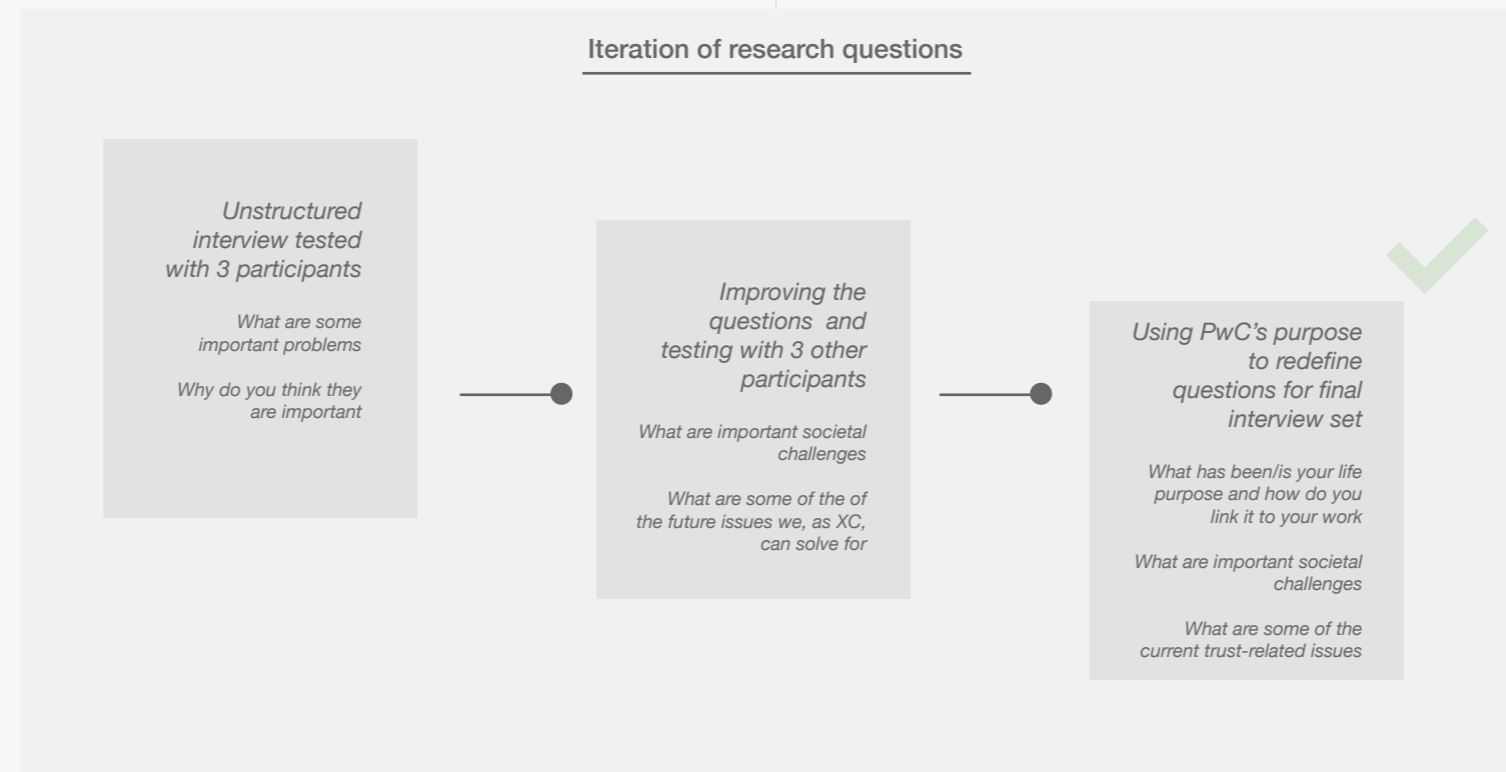 Iteration of research questions
Unstructured
interview tested
with 3 participants
What are some
important problems
Why do you think they
are important
Improving the
questions and
testing with 3 other
participants
What are important societal
challenges
What are some of the of
the future issues we, as XC,
can solve for
Using PwC’s purpose
to redefine
questions for final
interview set
What has been/is your life
purpose and how do you
link it to your work
What are important societal
challenges
What are some of the
current trust-related issues